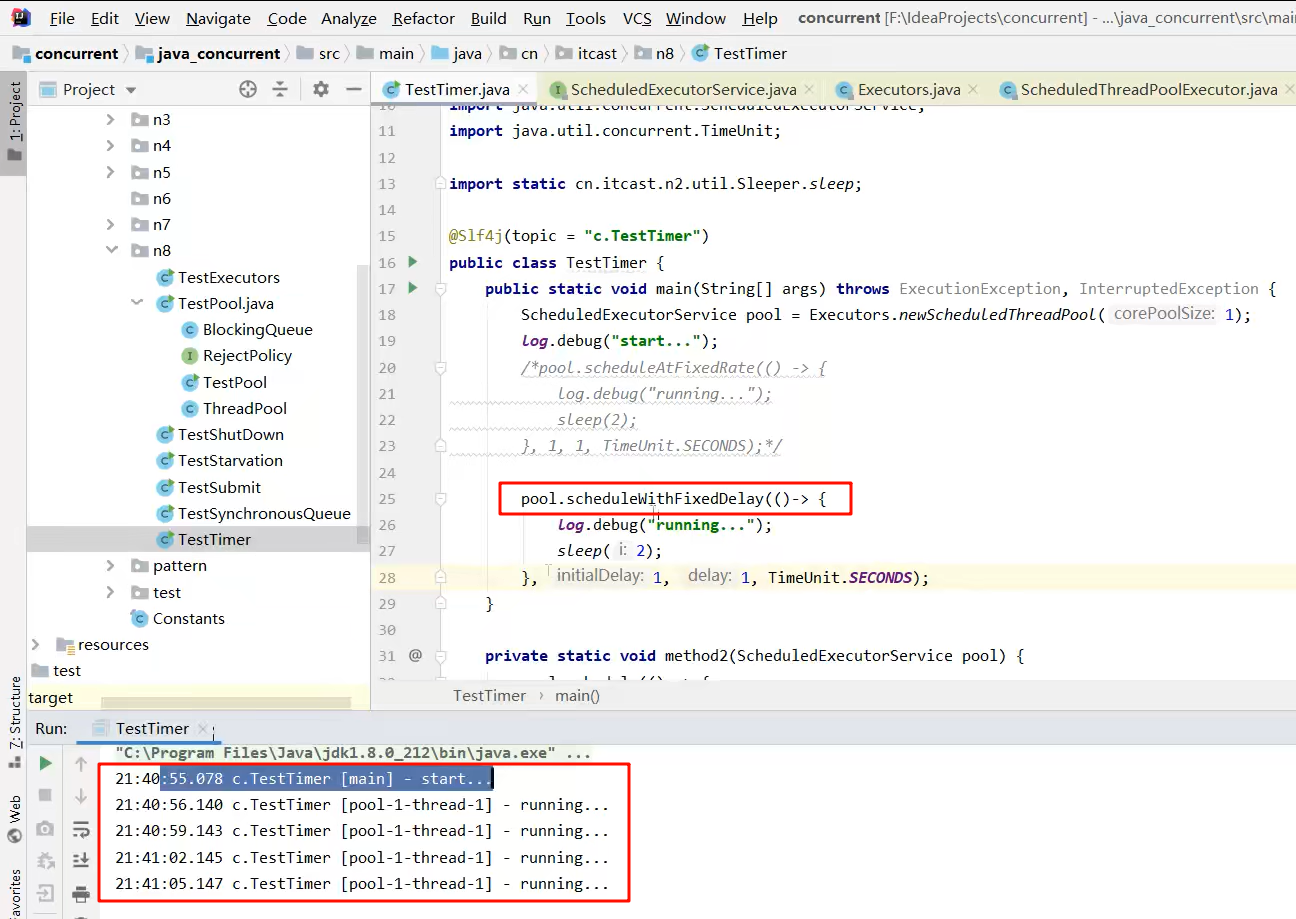 File Edit View Navigate Code Analyze Refactor Build Run Tools VCS Window Help concurrent [F:\IdeaProjects\concurrent] - ...\java_concurrent\src\mai
concurrent java_concurrent src main java cn itcast n8 TestTimer
1: Project
Project
TestTimer.java ScheduledExecutorService.java Executors.java ScheduledThreadPoolExecutor.java
n3
n4
n5
n6
n7
n8
TestExecutors
TestPool.java
BlockingQueue
RejectPolicy
TestPool
ThreadPool
TestShutDown
TestStarvation
TestSubmit
TestSynchronousQueue
TestTimer
pattern
test
Constants
resources
test
target
10 import java.util.concurrent.ScheduledExecutorService;
11 import java.util.concurrent.TimeUnit;
12
13 import static cn.itcast.n2.util.Sleeper.sleep;
14
15 @Slf4j(topic = "c.TestTimer")
16 public class TestTimer {
17 public static void main(String[] args) throws ExecutionException, InterruptedException {
18 ScheduledExecutorService pool = Executors.newScheduledThreadPool( corePoolSize: 1);
19 log.debug("start...");
20 /*pool.scheduleAtFixedRate(() -> {
21 log.debug("running...");
22 sleep(2);
23 }, 1, 1, TimeUnit.SECONDS);*/
24
25 pool.scheduleWithFixedDelay(()-> {
26 log.debug("running...");
27 sleep( i: 2);
28 }, initialDelay: 1, delay: 1, TimeUnit.SECONDS);
29 }
30
31 @ private static void method2(ScheduledExecutorService pool) {
TestTimer › main()
7: Structure
Web
avorites
Run: TestTimer
"C:\Program Files\Java\jdk1.8.0_212\bin\java.exe" ...
21:40:55.078 c.TestTimer [main] - start...
21:40:56.140 c.TestTimer [pool-1-thread-1] - running...
21:40:59.143 c.TestTimer [pool-1-thread-1] - running...
21:41:02.145 c.TestTimer [pool-1-thread-1] - running...
21:41:05.147 c.TestTimer [pool-1-thread-1] - running...